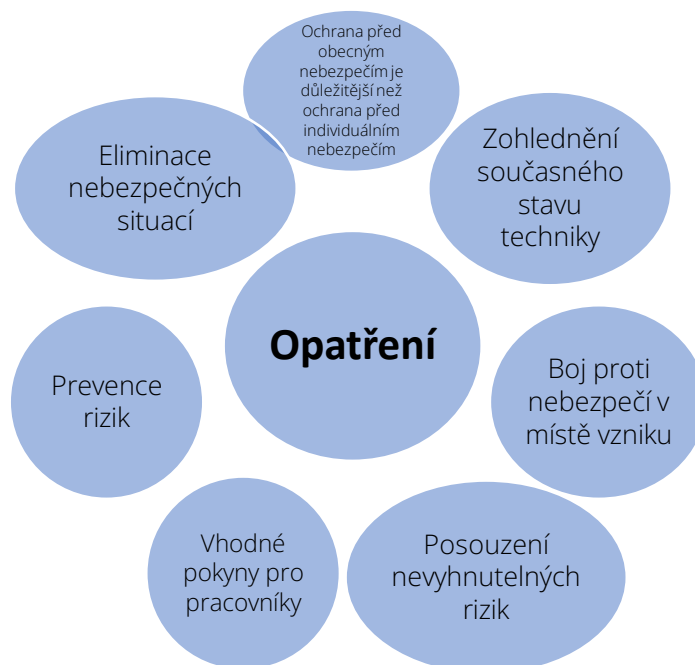 Ochrana před
obecným
nebezpečím je
důležitější než
ochrana před
individuálním
nebezpečím
Zohlednění
současného
stavu
techniky
Boj proti
nebezpečí v
místě vzniku
Posouzení
nevyhnutelných
rizik
Vhodné
pokyny pro
pracovníky
Prevence
rizik
Eliminace
nebezpečných
situací
Opatření